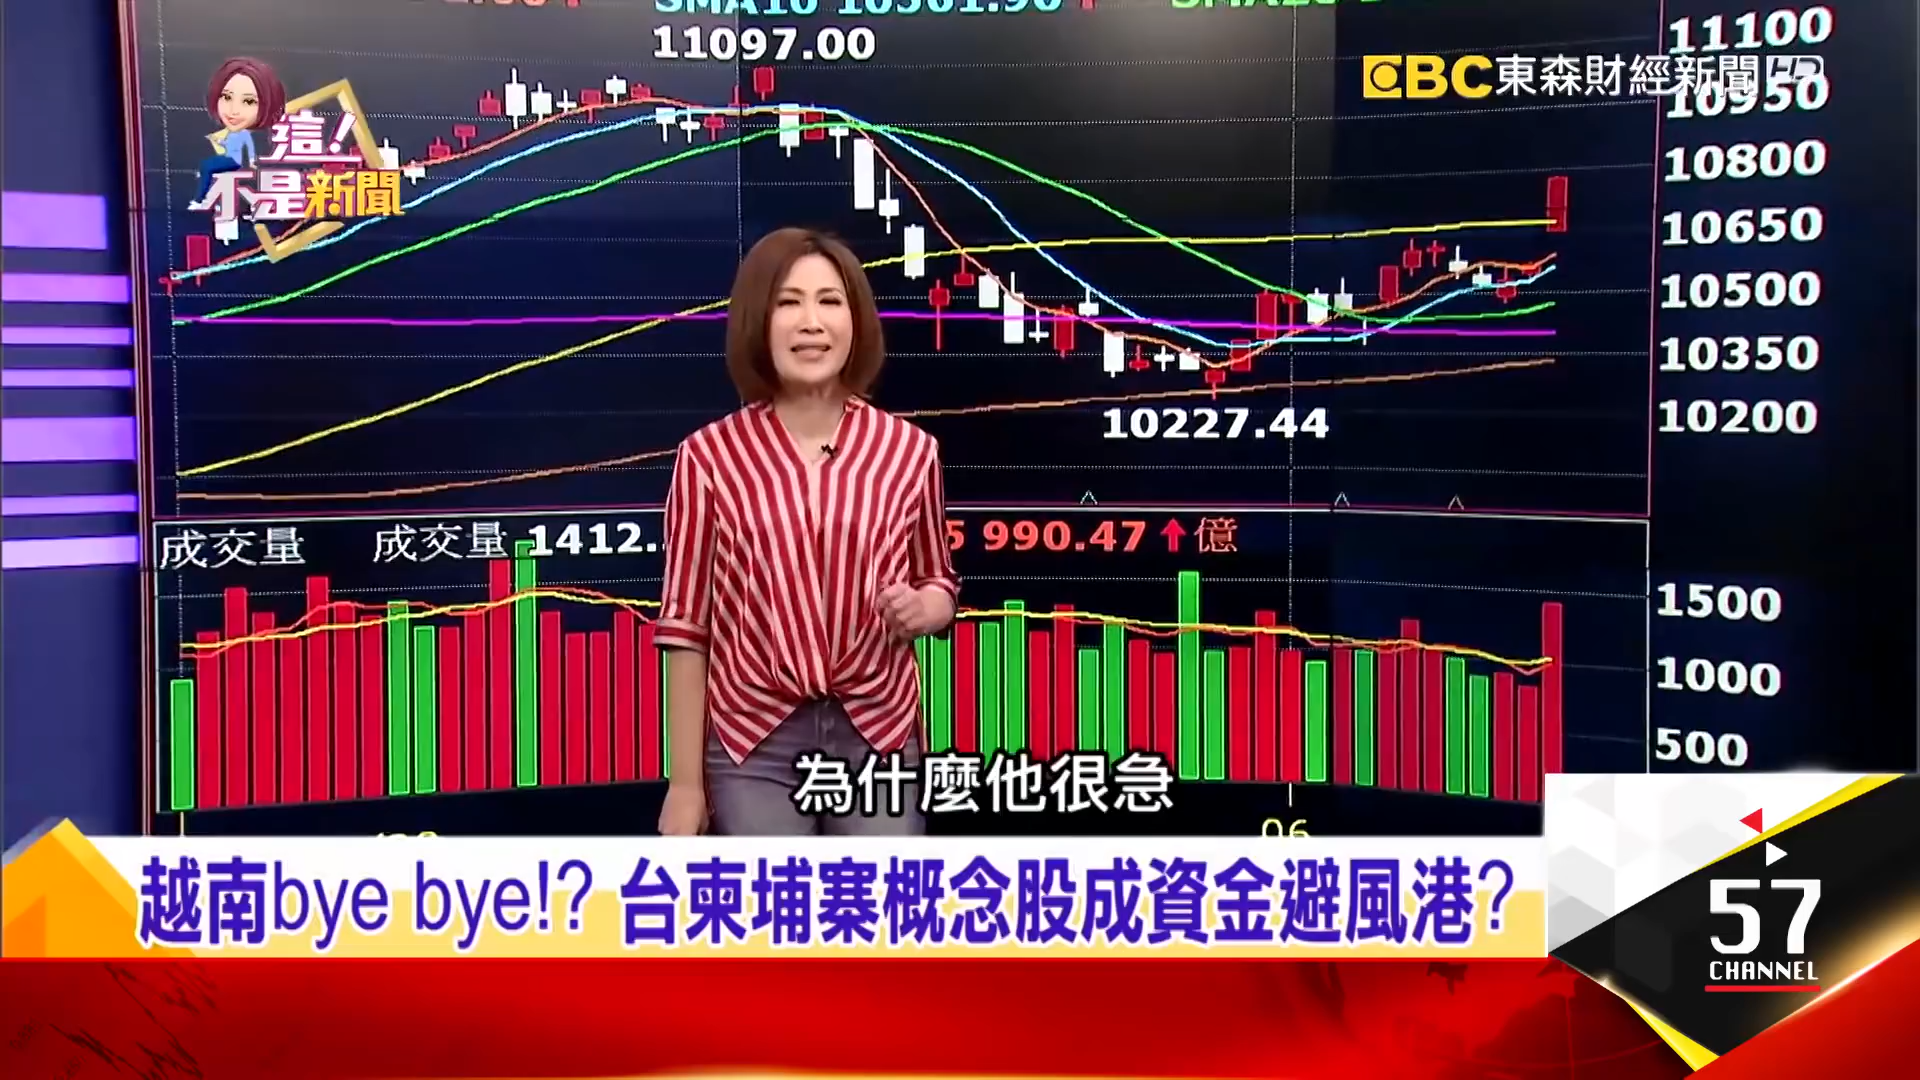 11097.00
EBC東森財經新聞
這!
不是新聞
11100
10950
10800
10650
10500
10350
10200
10227.44
成交量 成交量 1412.
5 990.47↑億
1500
1000
500
06
為什麼他很急
越南bye bye!? 台柬埔寨概念股成資金避風港?
57
CHANNEL